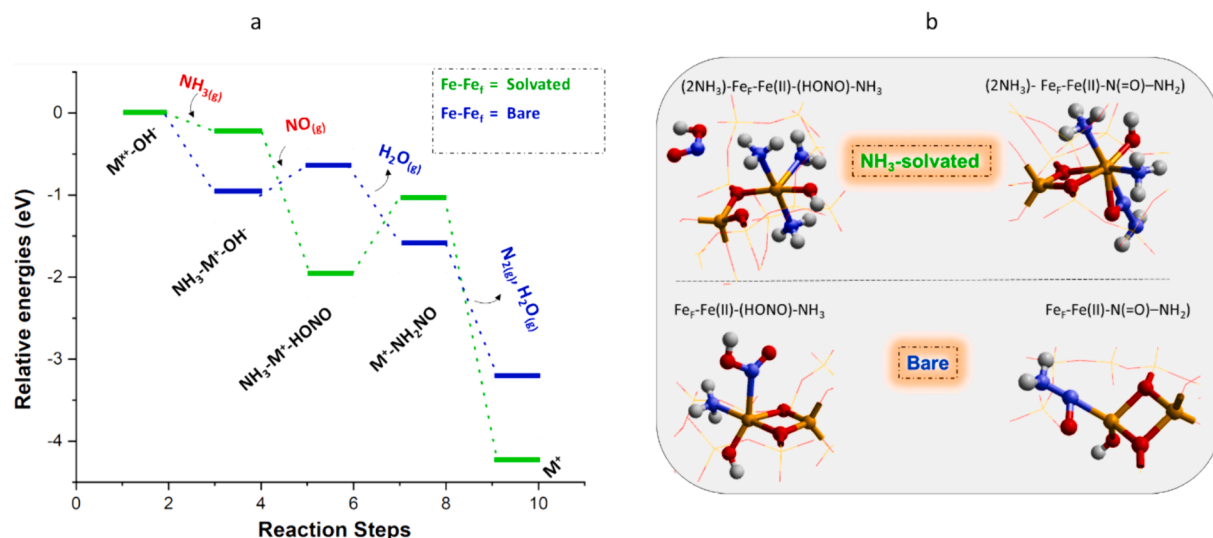 a
b
Fe-Fef = Solvated
Fe-Fef = Bare
NH3(g)
NO(g)
H2O(g)
N2(g), H2O(g)
Mx+-OH-
NH3-M+-OH-
NH3-M+-HONO
M+-NH2NO
M+
0
-1
-2
-3
-4
Relative energies (eV)
0
2
4
6
8
10
Reaction Steps
(2NH3)-FeF-Fe(II)-(HONO)-NH3
(2NH3)- FeF-Fe(II)-N(=O)–NH2)
NH3-solvated
FeF-Fe(II)-(HONO)-NH3
FeF-Fe(II)-N(=O)–NH2)
Bare